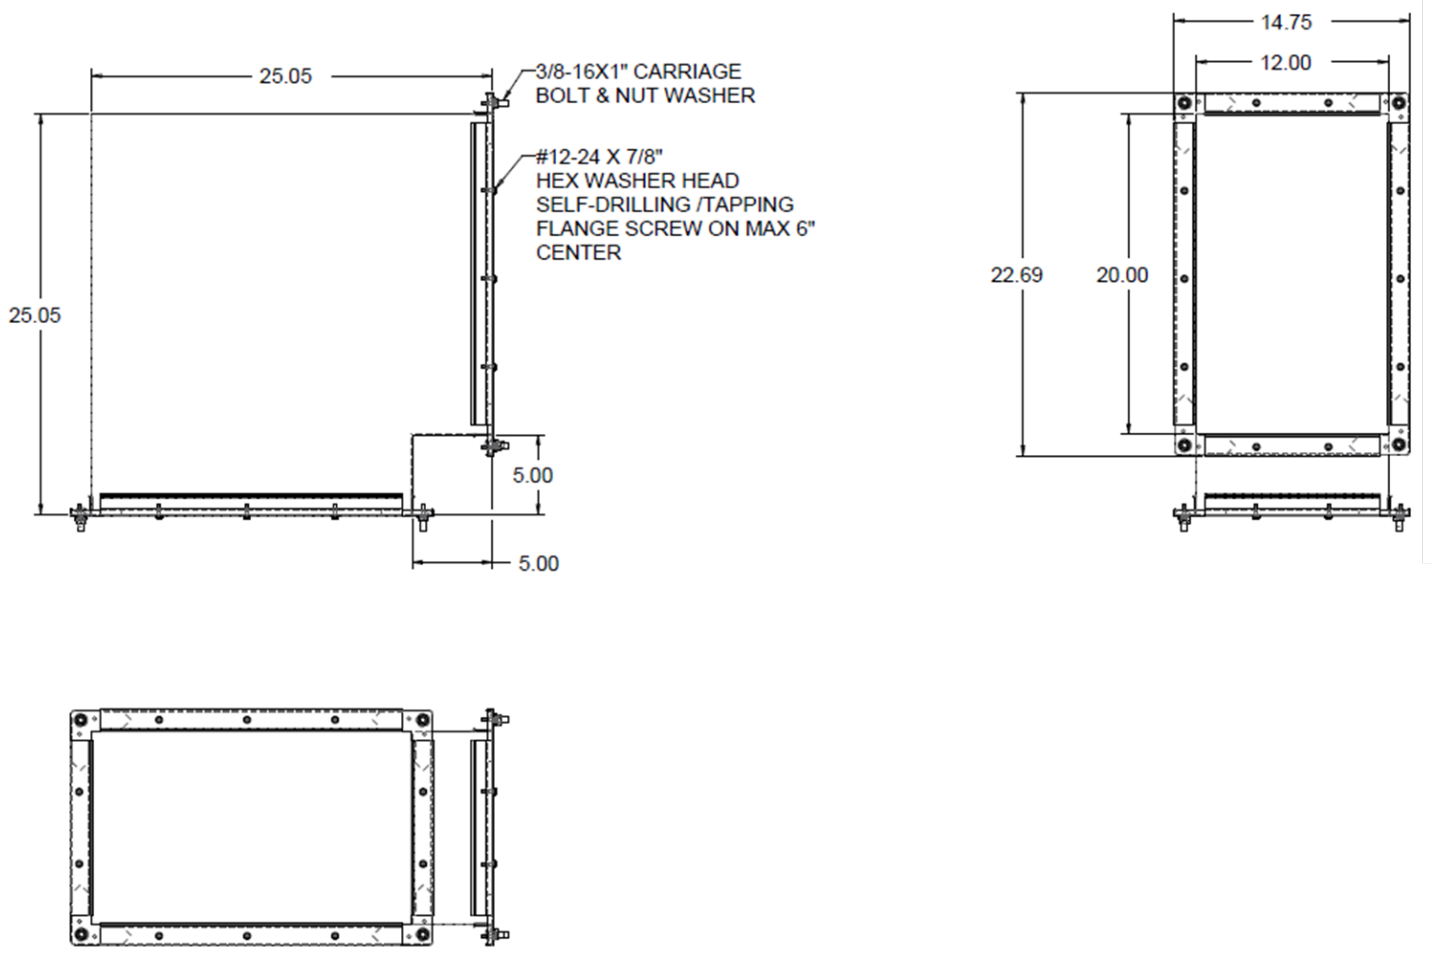 25.05
3/8-16X1" CARRIAGE
BOLT & NUT WASHER
#12-24 X 7/8"
HEX WASHER HEAD
SELF-DRILLING /TAPPING
FLANGE SCREW ON MAX 6"
CENTER
25.05
5.00
5.00
14.75
12.00
22.69
20.00